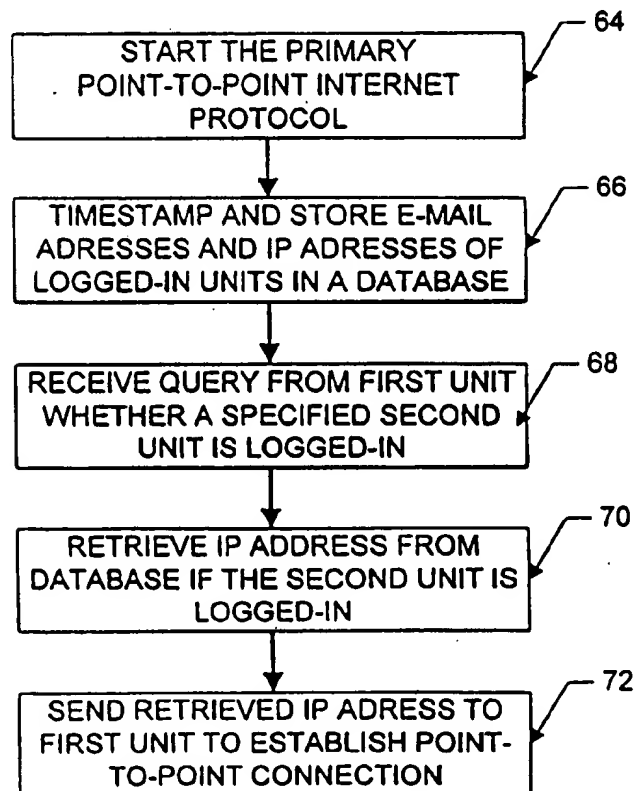 64
START THE PRIMARY
POINT-TO-POINT INTERNET
PROTOCOL
66
TIMESTAMP AND STORE E-MAIL
ADRESSES AND IP ADRESSES OF
LOGGED-IN UNITS IN A DATABASE
68
RECEIVE QUERY FROM FIRST UNIT
WHETHER A SPECIFIED SECOND
UNIT IS LOGGED-IN
70
RETRIEVE IP ADDRESS FROM
DATABASE IF THE SECOND UNIT IS
LOGGED-IN
72
SEND RETRIEVED IP ADRESS TO
FIRST UNIT TO ESTABLISH POINT-
TO-POINT CONNECTION